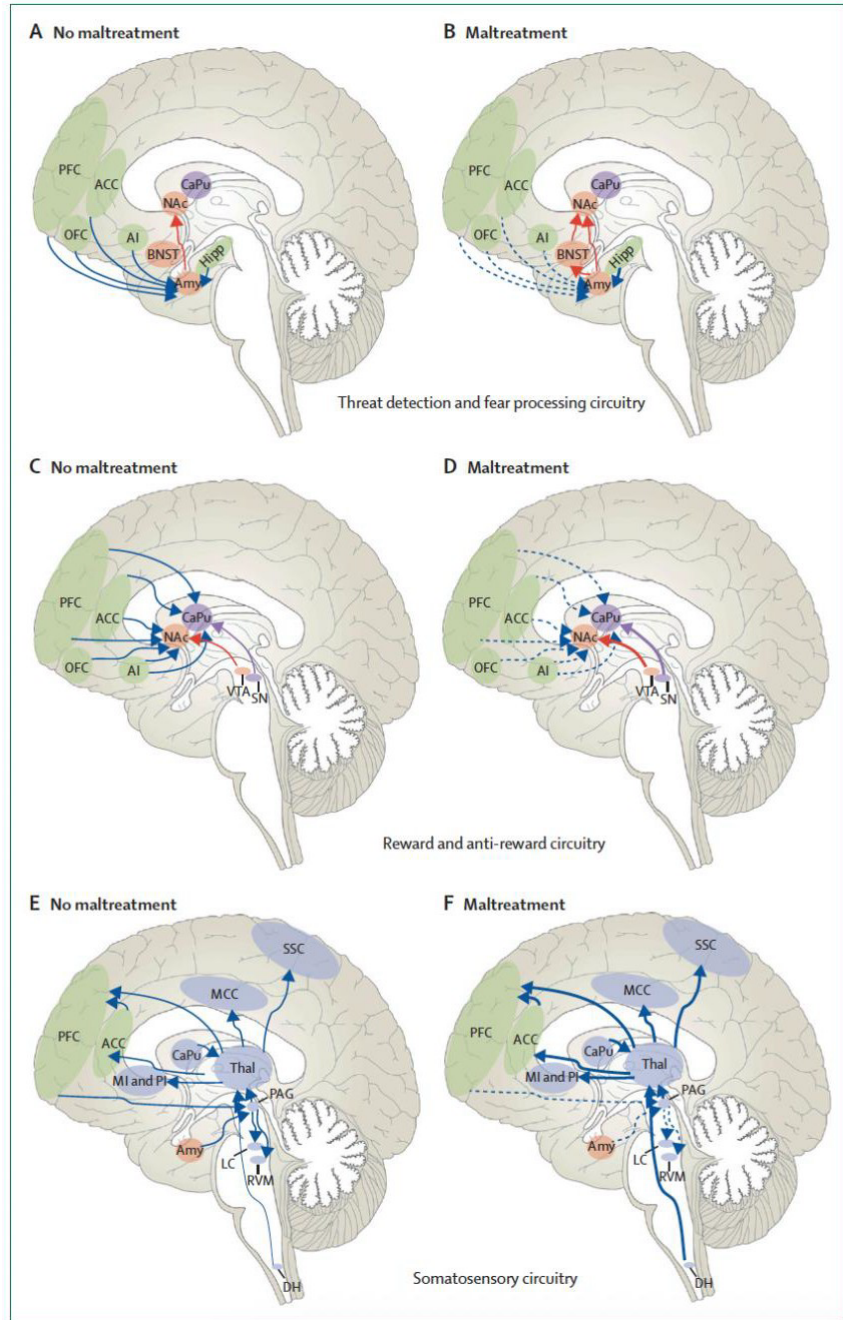 A No maltreatment
B Maltreatment
PFC
ACC
CaPu
NAc
OFC
AI
BNST
Hipp
Amy
PFC
ACC
CaPu
NAc
OFC
AI
BNST
Hipp
Amy
Threat detection and fear processing circuitry
C No maltreatment
D Maltreatment
PFC
ACC
CaPu
NAc
OFC
AI
VTA
SN
PFC
ACC
CaPu
NAc
OFC
AI
VTA
SN
Reward and anti-reward circuitry
E No maltreatment
F Maltreatment
SSC
MCC
PFC
ACC
CaPu
Thal
MI and PI
PAG
Amy
LC
RVM
DH
SSC
MCC
PFC
ACC
CaPu
Thal
MI and PI
PAG
Amy
LC
RVM
DH
Somatosensory circuitry